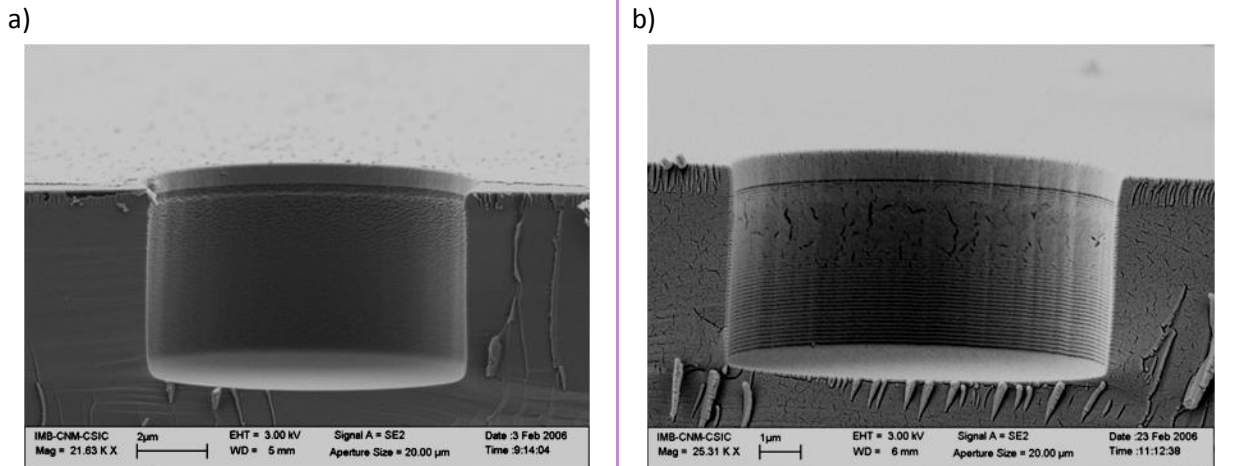 a)
b)
IMB-CNM-CSIC 2µm EHT = 3.00 kV Signal A = SE2 Date :3 Feb 2006
Mag = 21.63 K X WD = 5 mm Aperture Size = 20.00 µm Time :9:14:04
IMB-CNM-CSIC 1µm EHT = 3.00 kV Signal A = SE2 Date :23 Feb 2006
Mag = 25.31 K X WD = 6 mm Aperture Size = 20.00 µm Time :11:12:38